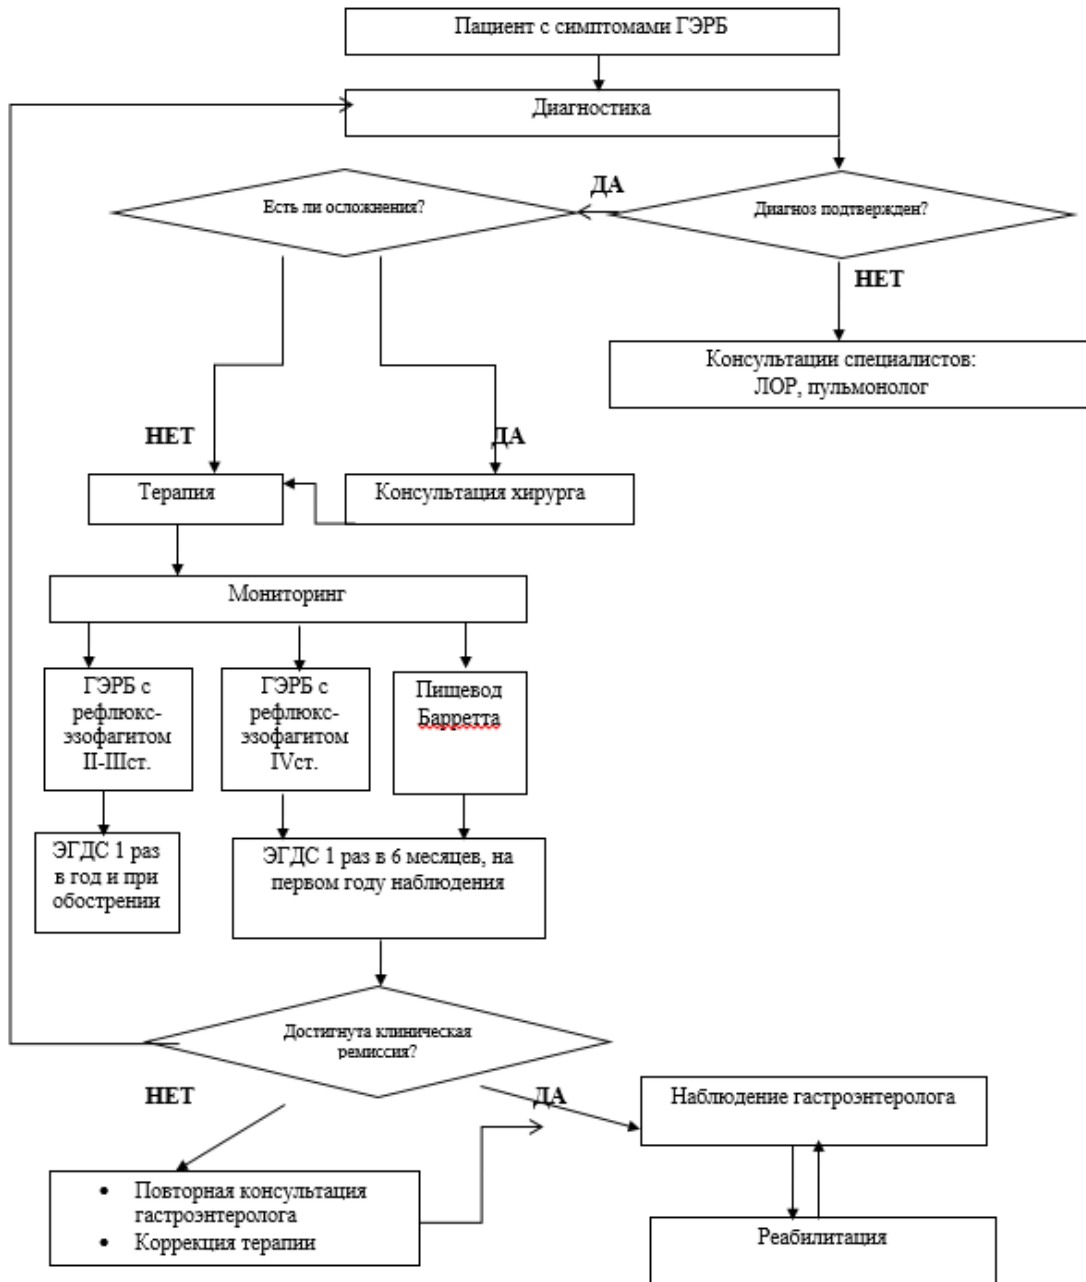 Пациент с симптомами ГЭРБ
Диагностика
ДА
Есть ли осложнения?
Диагноз подтвержден?
НЕТ
Консультации специалистов:
ЛОР, пульмонолог
НЕТ
ДА
Терапия
Консультация хирурга
Мониторинг
ГЭРБ с
рефлюкс-
эзофагитом
II-IIIст.
ГЭРБ с
рефлюкс-
эзофагитом
IVст.
Пищевод
Барретта
ЭГДС 1 раз
в год и при
обострении
ЭГДС 1 раз в 6 месяцев, на
первом году наблюдения
Достигнута клиническая
ремиссия?
НЕТ
ДА
Наблюдение гастроэнтеролога
• Повторная консультация
гастроэнтеролога
• Коррекция терапии
Реабилитация